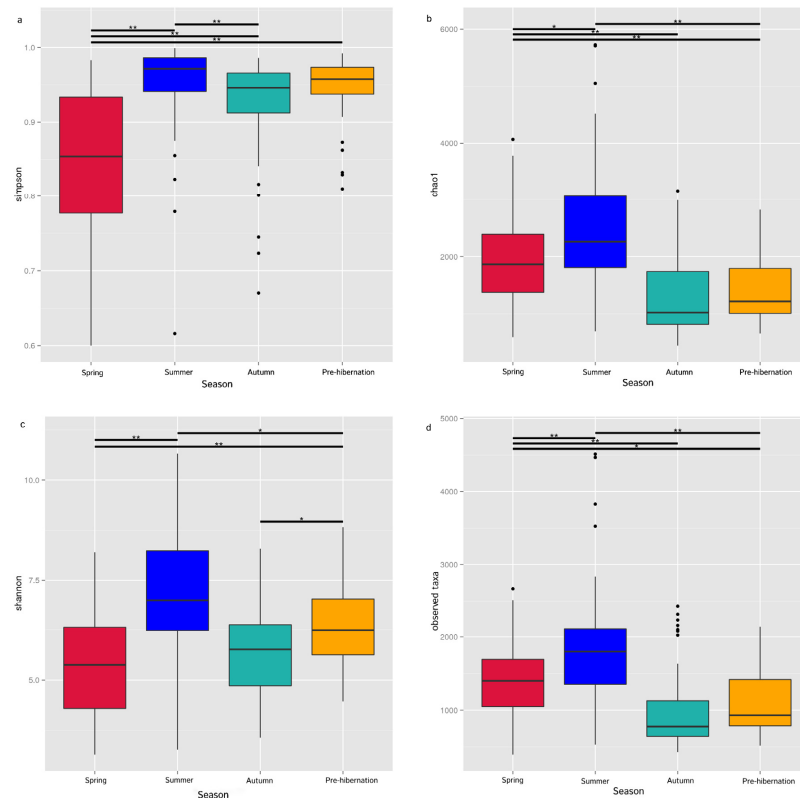 a
**
**
**
**
1.0
0.9
0.8
0.7
0.6
simpson
Spring
Summer
Autumn
Pre-hibernation
Season
b
**
*
**
**
6000
4000
2000
chao1
Spring
Summer
Autumn
Pre-hibernation
Season
c
*
**
**
*
10.0
7.5
5.0
shannon
Spring
Summer
Autumn
Pre-hibernation
Season
d
**
**
**
*
5000
4000
3000
2000
1000
observed taxa
Spring
Summer
Autumn
Pre-hibernation
Season